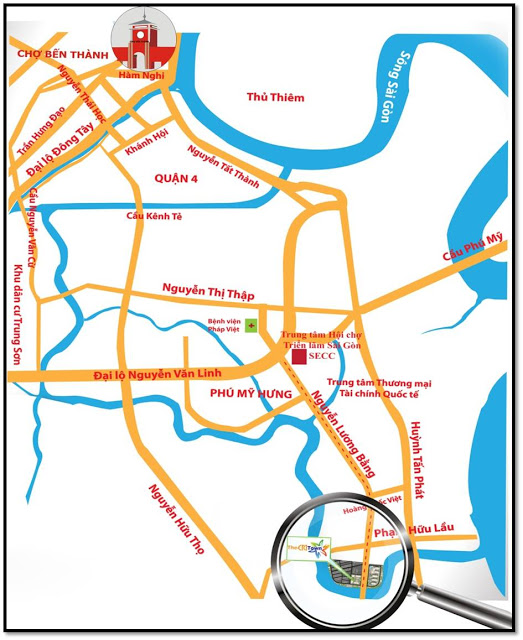 CHỢ BẾN THÀNH
Hàm Nghi
Nguyễn Thái Học
Trần Hưng Đạo
Đại lộ Đông Tây
Khánh Hội
Thủ Thiêm
Sông Sài Gòn
Nguyễn Tất Thành
QUẬN 4
Cầu Kênh Tẻ
Cầu Nguyễn Văn Cừ
Khu dân cư Trung Sơn
Cầu Phú Mỹ
Nguyễn Thị Thập
Bệnh viện
Pháp Việt
Trung tâm Hội chợ
Triển lãm Sài Gòn
SECC
Đại lộ Nguyễn Văn Linh
PHÚ MỸ HƯNG
Trung tâm Thương mại
Tài chính Quốc tế
Nguyễn Lương Bằng
Huỳnh Tấn Phát
Nguyễn Hữu Thọ
Hoàng Quốc Việt
Phạm Hữu Lầu
Town